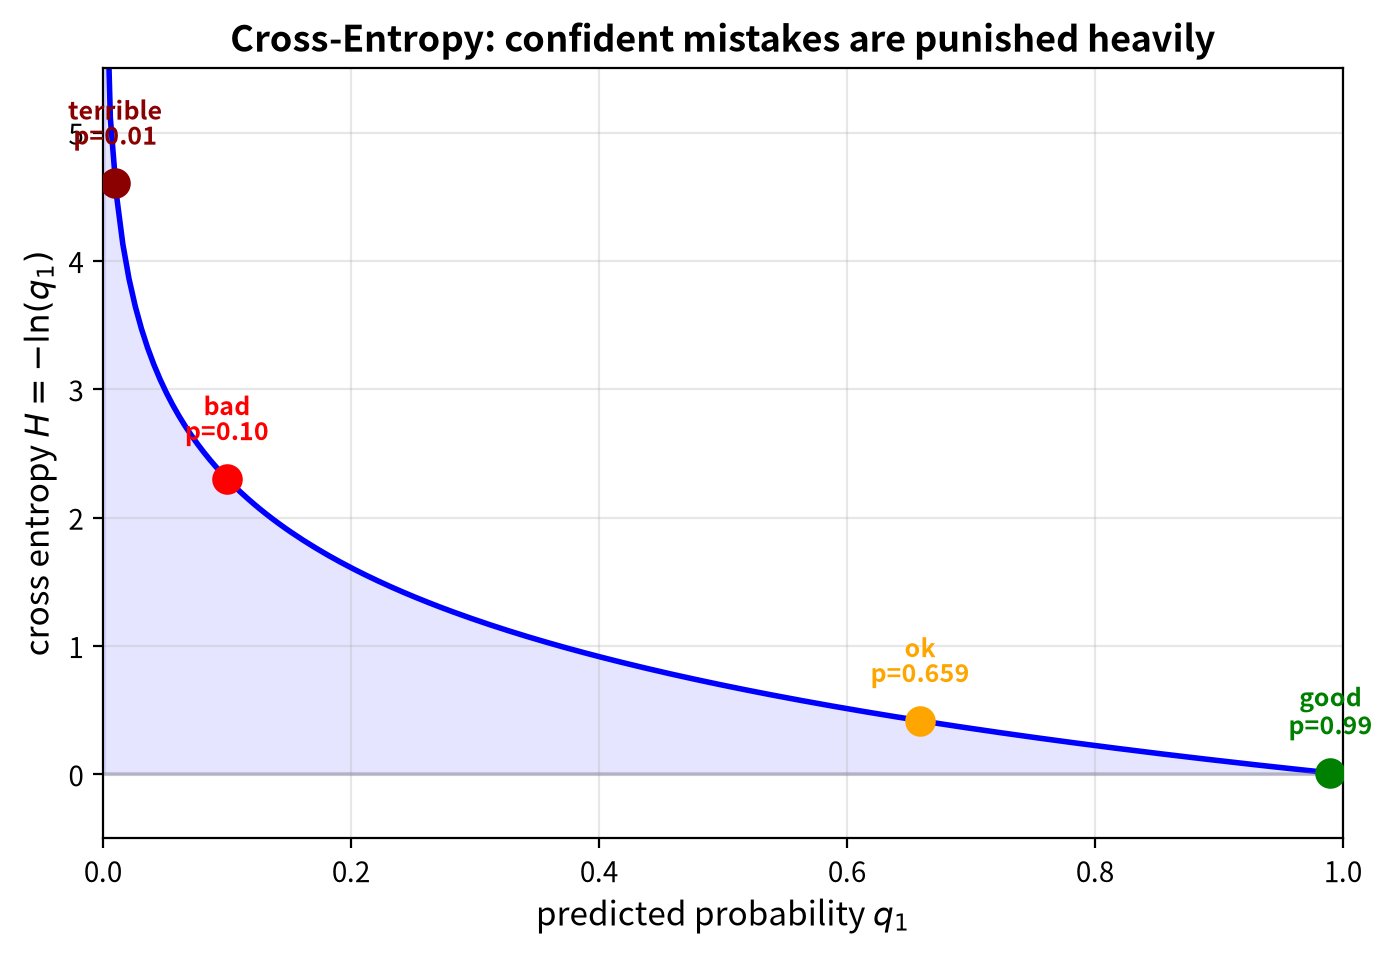 Cross-Entropy: confident mistakes are punished heavily
terrible
p=0.01
5
4
3
2
1
0
cross entropy H = −ln(q₁)
bad
p=0.10
ok
p=0.659
good
p=0.99
0.0 0.2 0.4 0.6 0.8 1.0
predicted probability q₁